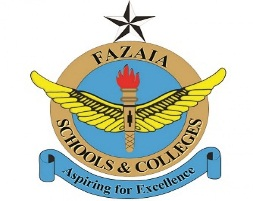 FAZAIA
SCHOOLS & COLLEGES
Aspiring for Excellence